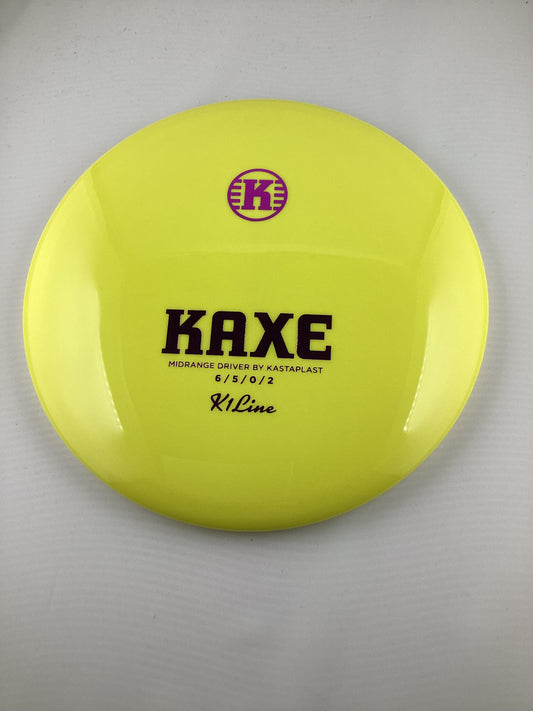 K
KAXE
MIDRANGE DRIVER BY KASTAPLAST
6/5/0/2
K1Line